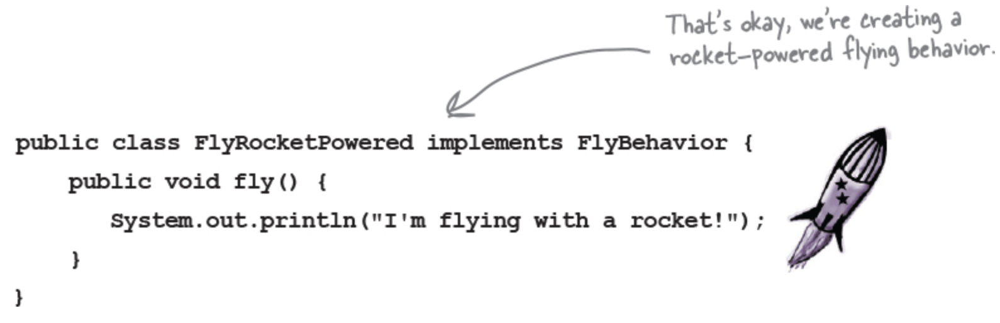 That's okay, we're creating a
rocket-powered flying behavior.
public class FlyRocketPowered implements FlyBehavior {
public void fly() {
System.out.println("I'm flying with a rocket!");
}
}